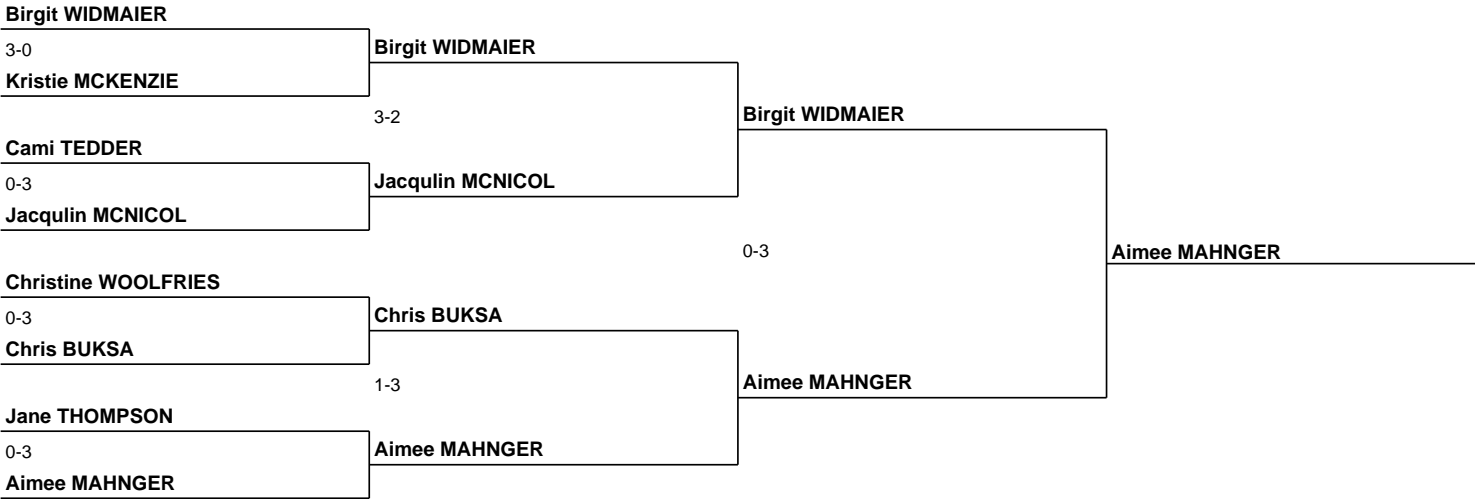 Birgit WIDMAIER
3-0
Birgit WIDMAIER
Kristie MCKENZIE
3-2
Birgit WIDMAIER
Cami TEDDER
0-3
Jacqulin MCNICOL
Jacqulin MCNICOL
0-3
Aimee MAHNGER
Christine WOOLFRIES
0-3
Chris BUKSA
Chris BUKSA
1-3
Aimee MAHNGER
Jane THOMPSON
0-3
Aimee MAHNGER
Aimee MAHNGER